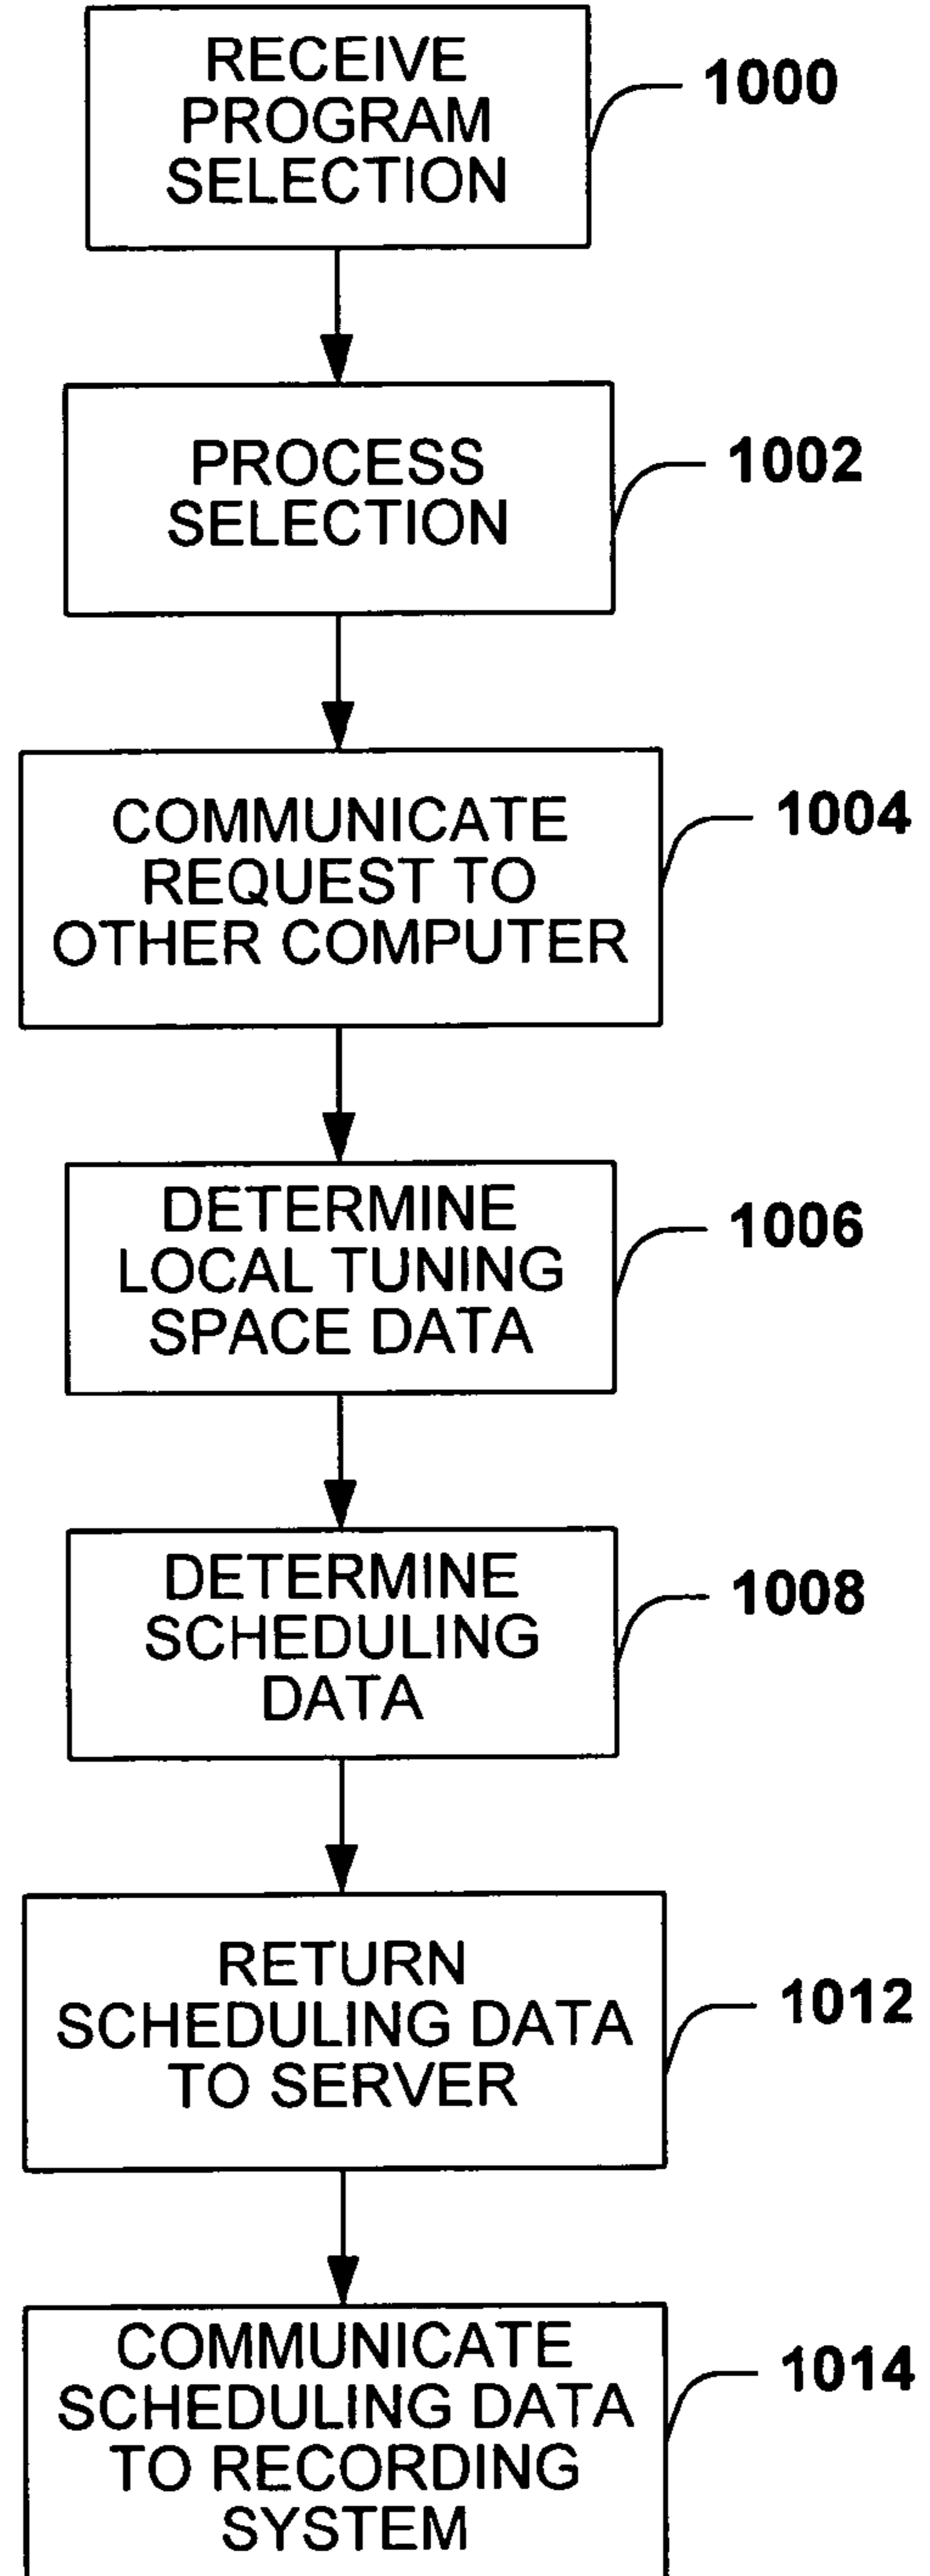 RECEIVE
PROGRAM
SELECTION
1000
PROCESS
SELECTION
1002
COMMUNICATE
REQUEST TO
OTHER COMPUTER
1004
DETERMINE
LOCAL TUNING
SPACE DATA
1006
DETERMINE
SCHEDULING
DATA
1008
RETURN
SCHEDULING DATA
TO SERVER
1012
COMMUNICATE
SCHEDULING DATA
TO RECORDING
SYSTEM
1014